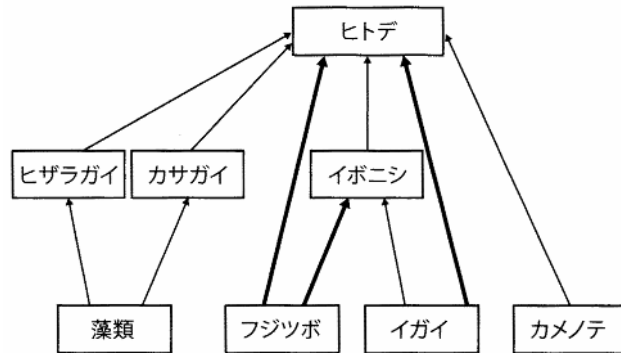 ヒトデ
ヒザラガイ
カサガイ
イボニシ
藻類
フジツボ
イガイ
カメノテ